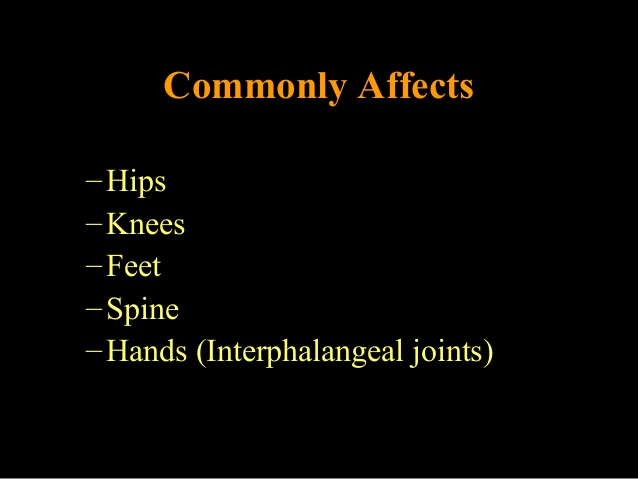 Commonly Affects
–Hips
–Knees
–Feet
–Spine
–Hands (Interphalangeal joints)